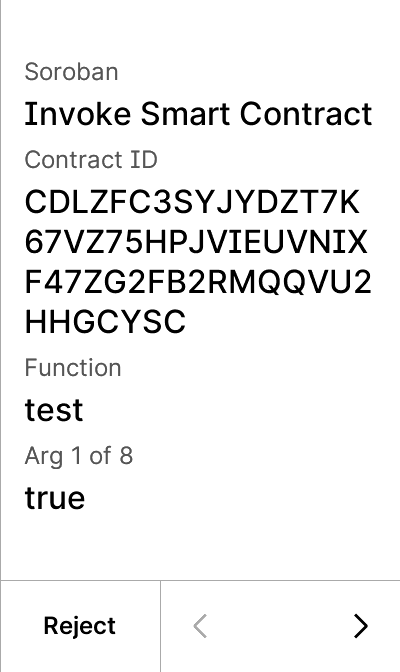 Soroban
Invoke Smart Contract
Contract ID
CDLZFC3SYJYDZT7K
67VZ75HPJVIEUVNIX
F47ZG2FB2RMQQVU2
HHGCYSC
Function
test
Arg 1 of 8
true
Reject